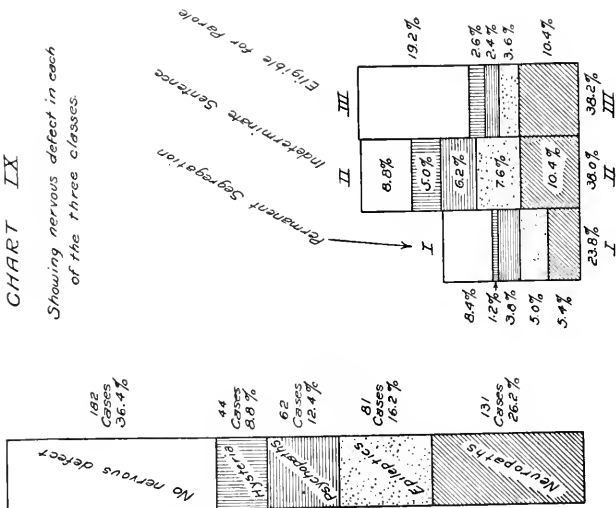 CHART IX
Showing nervous defect in each
of the three classes.
182
Cases
36.4%
44
Cases
8.8%
62
Cases
12.4%
81
Cases
16.2%
131
Cases
26.2%
No nervous defect
Hysteria
Psychopaths
Epileptics
Neuropaths
Permanent Segregation
Indeterminate Sentence
Eligible for Parole
I
8.4%
1.2%
3.8%
5.0%
5.4%
23.8%
I
II
8.8%
5.0%
6.2%
7.6%
10.4%
38.0%
II
III
19.2%
2.6%
2.4%
3.6%
10.4%
38.2%
III